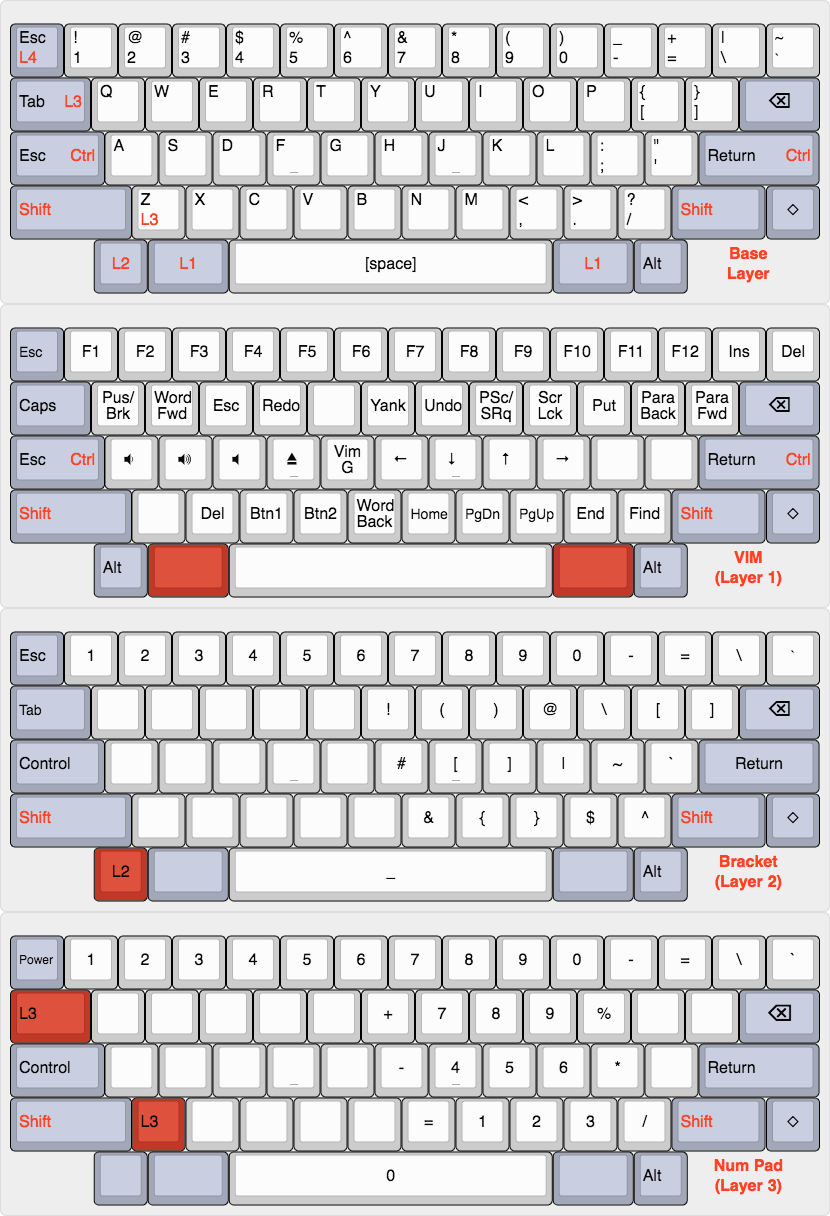 Esc ! @ # $ % ^ & * ( ) _ + | ~
L4 1 2 3 4 5 6 7 8 9 0 - = \ `
Tab L3 Q W E R T Y U I O P { }
[ ]
Esc Ctrl A S D F G H J K L : " Return Ctrl
_ _ ; '
Shift Z X C V B N M < > ? Shift ◇
L3 , . /
L2 L1 [space] L1 Alt Base
Layer
Esc F1 F2 F3 F4 F5 F6 F7 F8 F9 F10 F11 F12 Ins Del
Caps Pus/ Word Esc Redo Yank Undo PSc/ Scr Put Para Para
Brk Fwd SRq Lck Back Fwd
Esc Ctrl Vim ← ↓ ↑ → Return Ctrl
_ G _
Shift Del Btn1 Btn2 Word Home PgDn PgUp End Find Shift ◇
Back
Alt Alt VIM
(Layer 1)
Esc 1 2 3 4 5 6 7 8 9 0 - = \ `
Tab ! ( ) @ \ [ ]
Control _ # [ ] | ~ ` Return
_
Shift & { } $ ^ Shift ◇
L2 _ Alt Bracket
(Layer 2)
Power 1 2 3 4 5 6 7 8 9 0 - = \ `
L3 + 7 8 9 %
Control _ - 4 5 6 * Return
_
Shift L3 = 1 2 3 / Shift ◇
0 Alt Num Pad
(Layer 3)